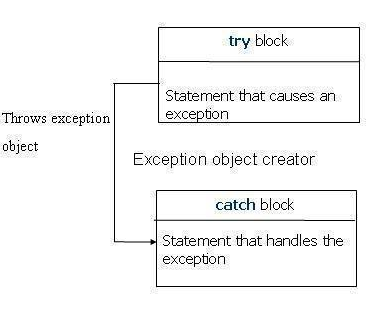 try block
Statement that causes an
exception
Throws exception
object
Exception object creator
catch block
Statement that handles the
exception